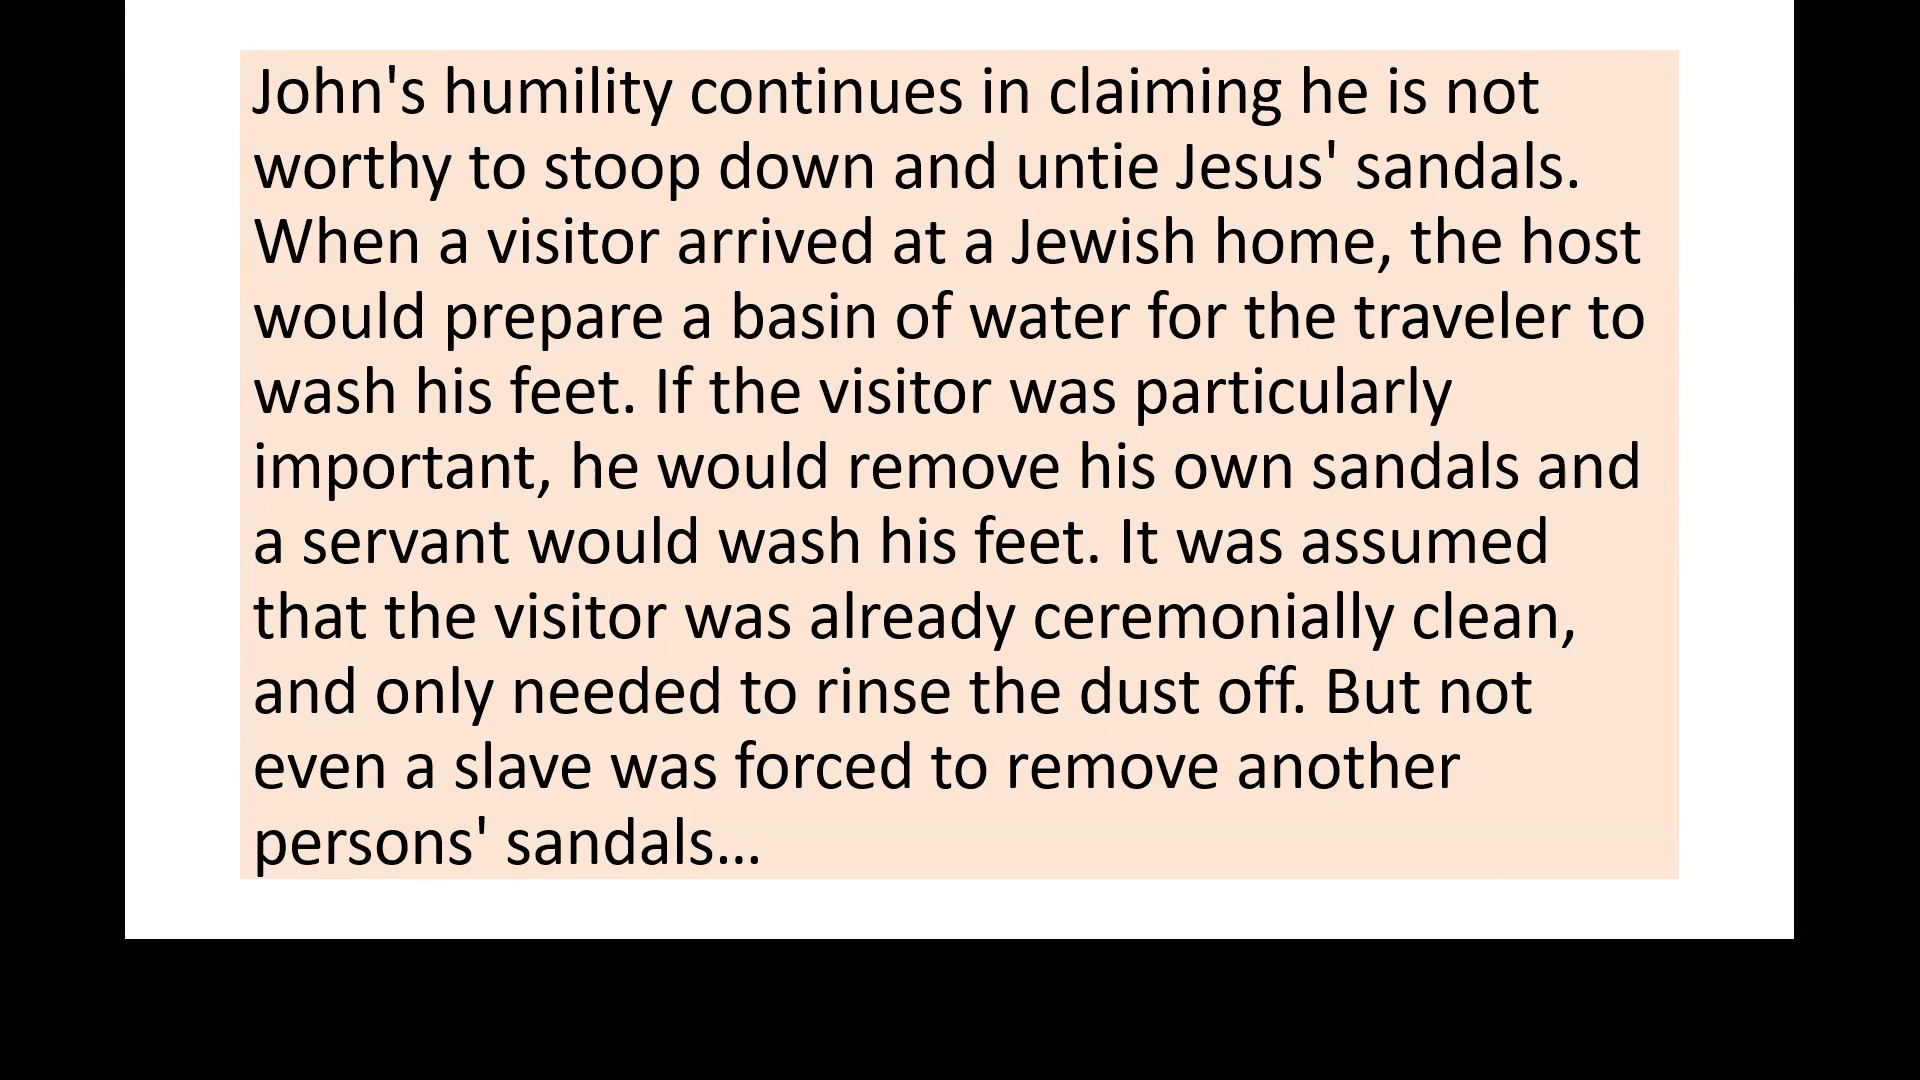 John's humility continues in claiming he is not
worthy to stoop down and untie Jesus' sandals.
When a visitor arrived at a Jewish home, the host
would prepare a basin of water for the traveler to
wash his feet. If the visitor was particularly
important, he would remove his own sandals and
a servant would wash his feet. It was assumed
that the visitor was already ceremonially clean,
and only needed to rinse the dust off. But not
even a slave was forced to remove another
persons' sandals…